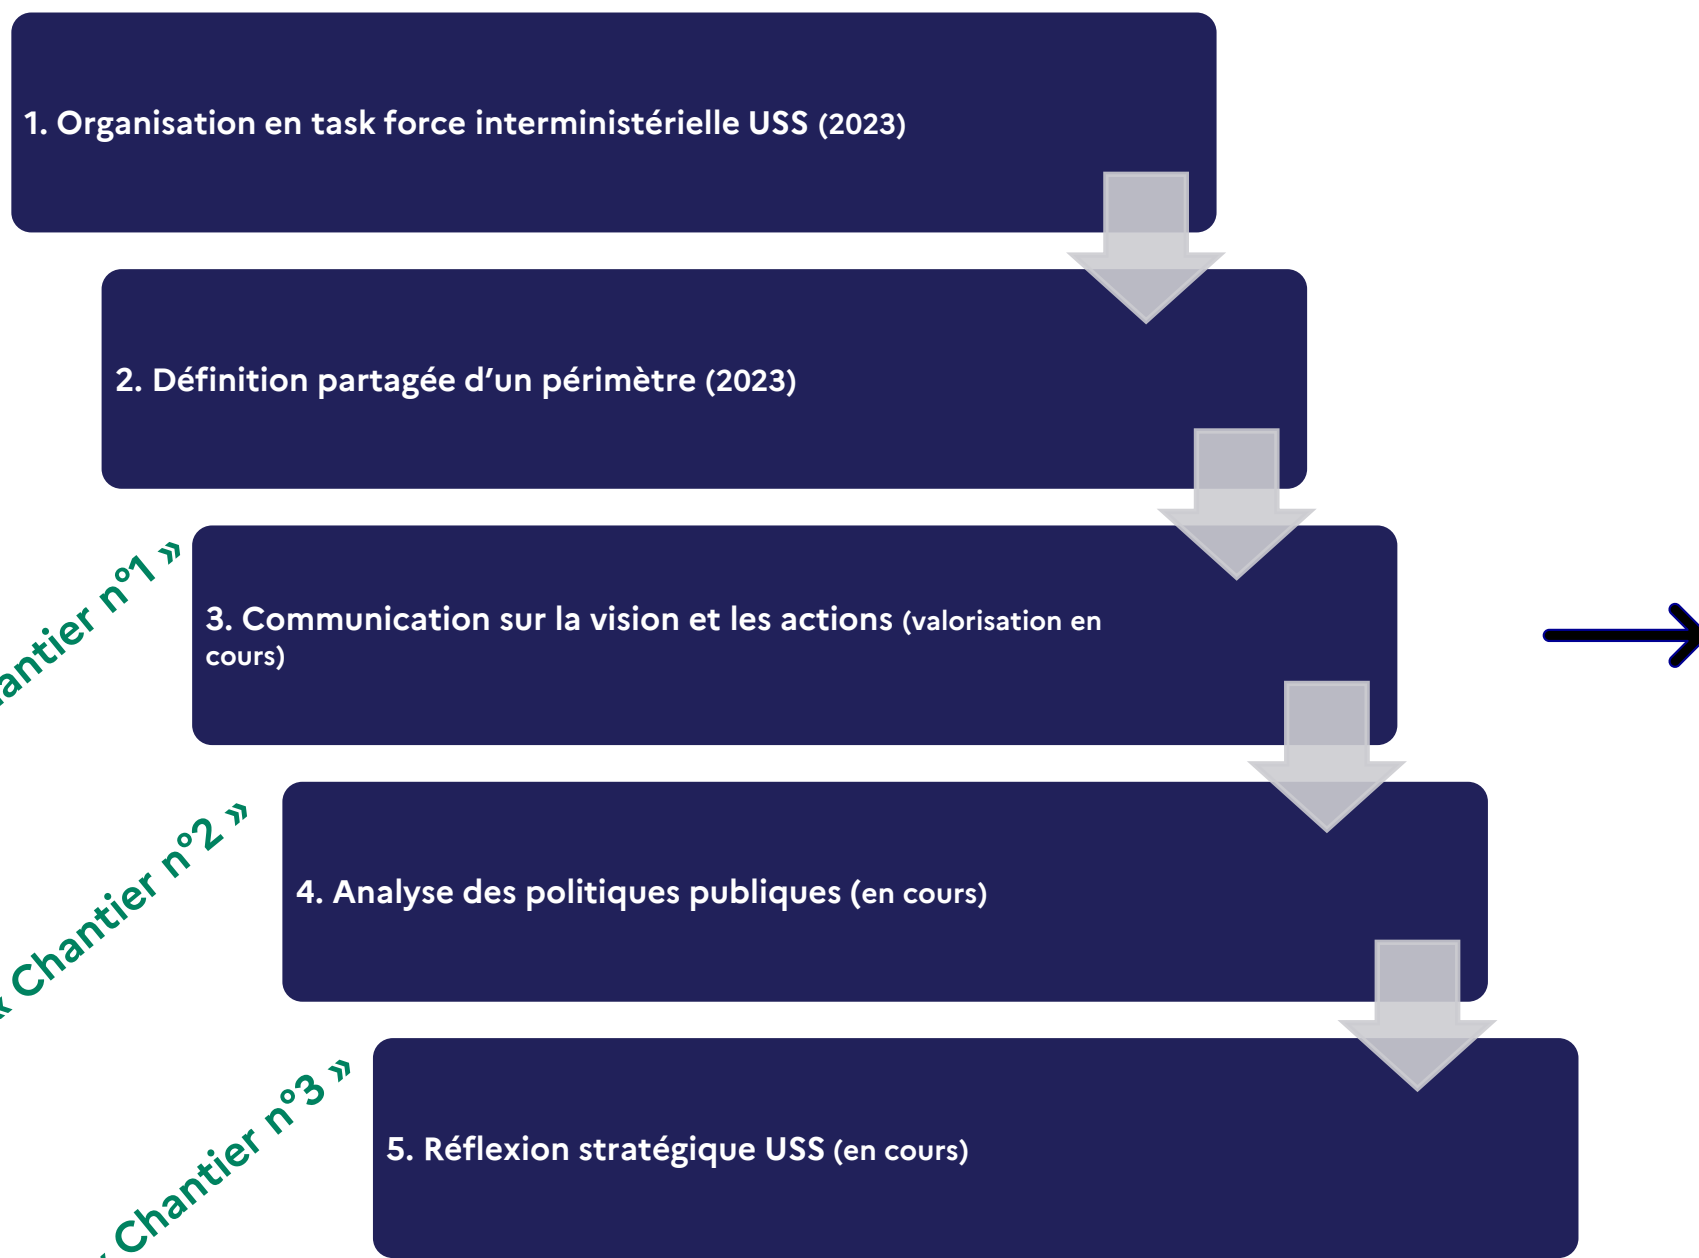 1. Organisation en task force interministérielle USS (2023)
2. Définition partagée d’un périmètre (2023)
n°1 »
3. Communication sur la vision et les actions (valorisation en
cours)
« Chantier n°2 »
4. Analyse des politiques publiques (en cours)
« Chantier n°3 »
5. Réflexion stratégique USS (en cours)